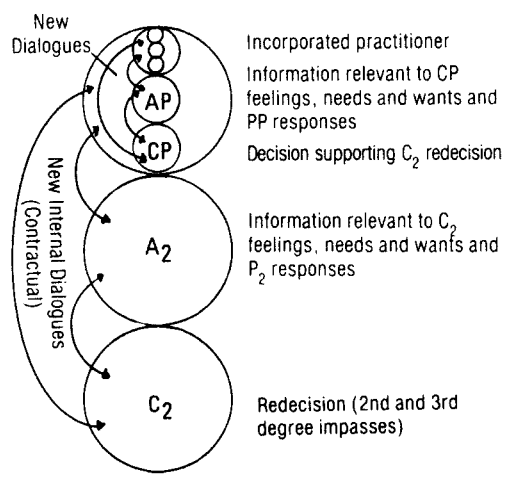 New
Dialogues
Incorporated practitioner
Information relevant to CP
feelings, needs and wants and
PP responses
AP
CP
Decision supporting C₂ redecision
New Internal Dialogues
(Contractual)
A₂
Information relevant to C₂
feelings, needs and wants and
P₂ responses
C₂
Redecision (2nd and 3rd
degree impasses)